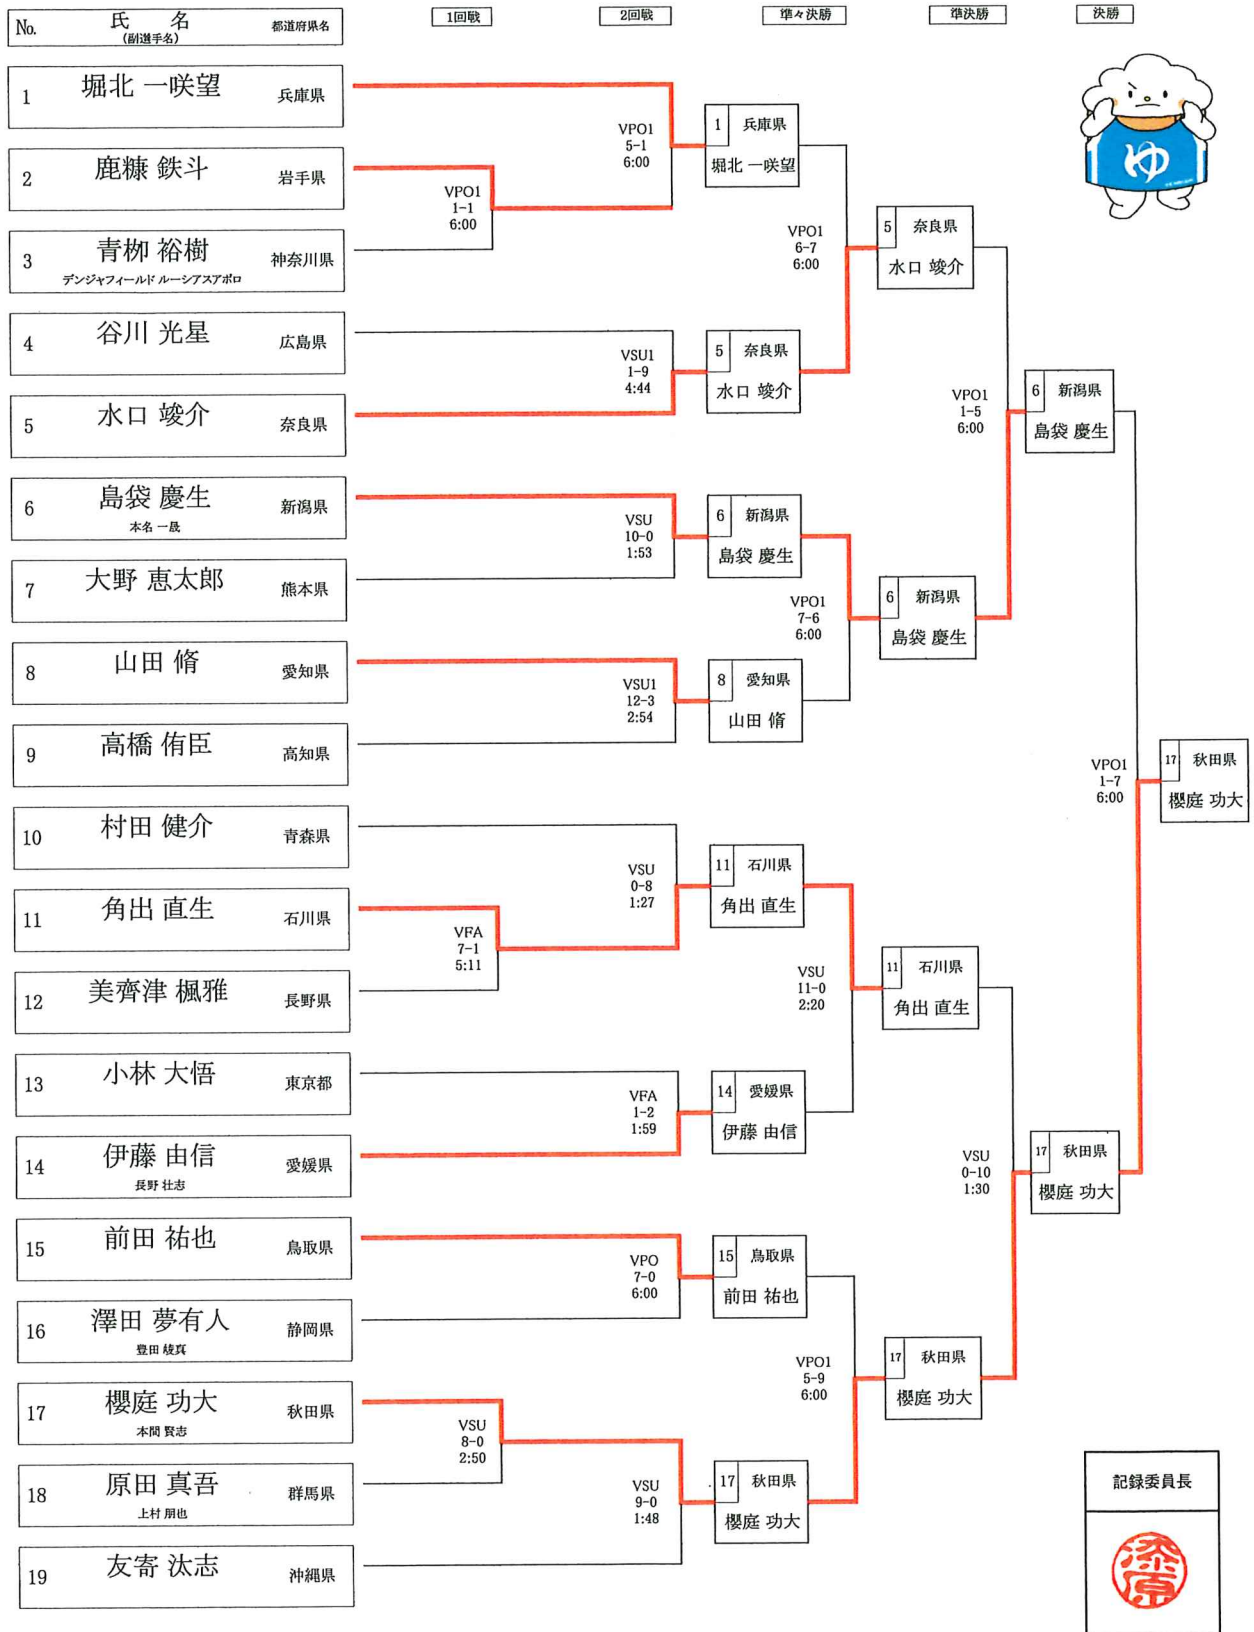 No. 氏名 (副選手名) 都道府県名 1回戦 2回戦 準々決勝 準決勝 決勝
1 堀北 一咲望 兵庫県
2 鹿糠 鉄斗 岩手県
3 青栁 裕樹 神奈川県
デンジャフィールド ルーシアスアポロ
4 谷川 光星 広島県
5 水口 竣介 奈良県
6 島袋 慶生 新潟県
本名 一晟
7 大野 恵太郎 熊本県
8 山田 脩 愛知県
9 高橋 侑臣 高知県
10 村田 健介 青森県
11 角出 直生 石川県
12 美齊津 楓雅 長野県
13 小林 大悟 東京都
14 伊藤 由信 愛媛県
長野 壮志
15 前田 祐也 鳥取県
16 澤田 夢有人 静岡県
豊田 綾真
17 櫻庭 功大 秋田県
本間 賢志
18 原田 真吾 群馬県
上村 朋也
19 友寄 汰志 沖縄県
VPO1
1-1
6:00
VFA
7-1
5:11
VSU
8-0
2:50
VPO1
5-1
6:00
VSU1
1-9
4:44
VSU
10-0
1:53
VSU1
12-3
2:54
VSU
0-8
1:27
VFA
1-2
1:59
VPO
7-0
6:00
VSU
9-0
1:48
1 兵庫県
堀北 一咲望
5 奈良県
水口 竣介
6 新潟県
島袋 慶生
8 愛知県
山田 脩
11 石川県
角出 直生
14 愛媛県
伊藤 由信
15 鳥取県
前田 祐也
17 秋田県
櫻庭 功大
VPO1
6-7
6:00
VPO1
7-6
6:00
VSU
11-0
2:20
VPO1
5-9
6:00
5 奈良県
水口 竣介
6 新潟県
島袋 慶生
11 石川県
角出 直生
17 秋田県
櫻庭 功大
VPO1
1-5
6:00
VSU
0-10
1:30
6 新潟県
島袋 慶生
17 秋田県
櫻庭 功大
VPO1
1-7
6:00
17 秋田県
櫻庭 功大
ゆ
記録委員長
漆原